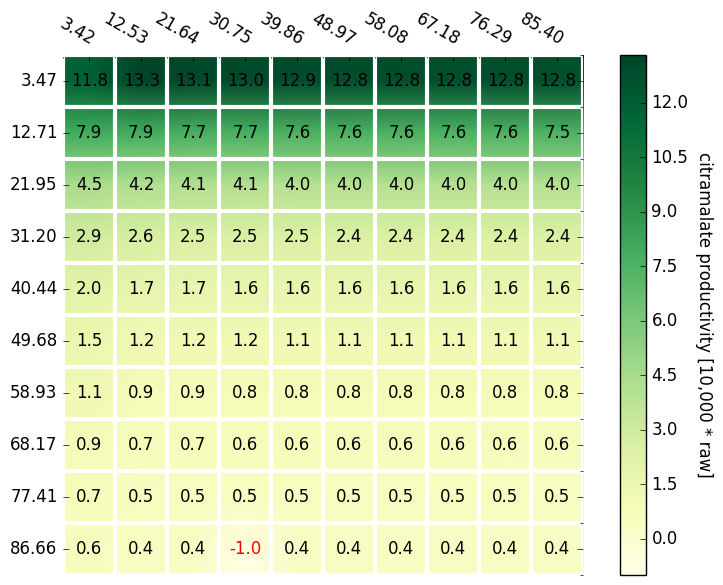 3.42 12.53 21.64 30.75 39.86 48.97 58.08 67.18 76.29 85.40
3.47 11.8 13.3 13.1 13.0 12.9 12.8 12.8 12.8 12.8 12.8
12.71 7.9 7.9 7.7 7.7 7.6 7.6 7.6 7.6 7.6 7.5
21.95 4.5 4.2 4.1 4.1 4.0 4.0 4.0 4.0 4.0 4.0
31.20 2.9 2.6 2.5 2.5 2.5 2.4 2.4 2.4 2.4 2.4
40.44 2.0 1.7 1.7 1.6 1.6 1.6 1.6 1.6 1.6 1.6
49.68 1.5 1.2 1.2 1.2 1.1 1.1 1.1 1.1 1.1 1.1
58.93 1.1 0.9 0.9 0.8 0.8 0.8 0.8 0.8 0.8 0.8
68.17 0.9 0.7 0.7 0.6 0.6 0.6 0.6 0.6 0.6 0.6
77.41 0.7 0.5 0.5 0.5 0.5 0.5 0.5 0.5 0.5 0.5
86.66 0.6 0.4 0.4 -1.0 0.4 0.4 0.4 0.4 0.4 0.4
12.0
10.5
9.0
7.5
6.0
4.5
3.0
1.5
0.0
citramalate productivity [10,000 * raw]